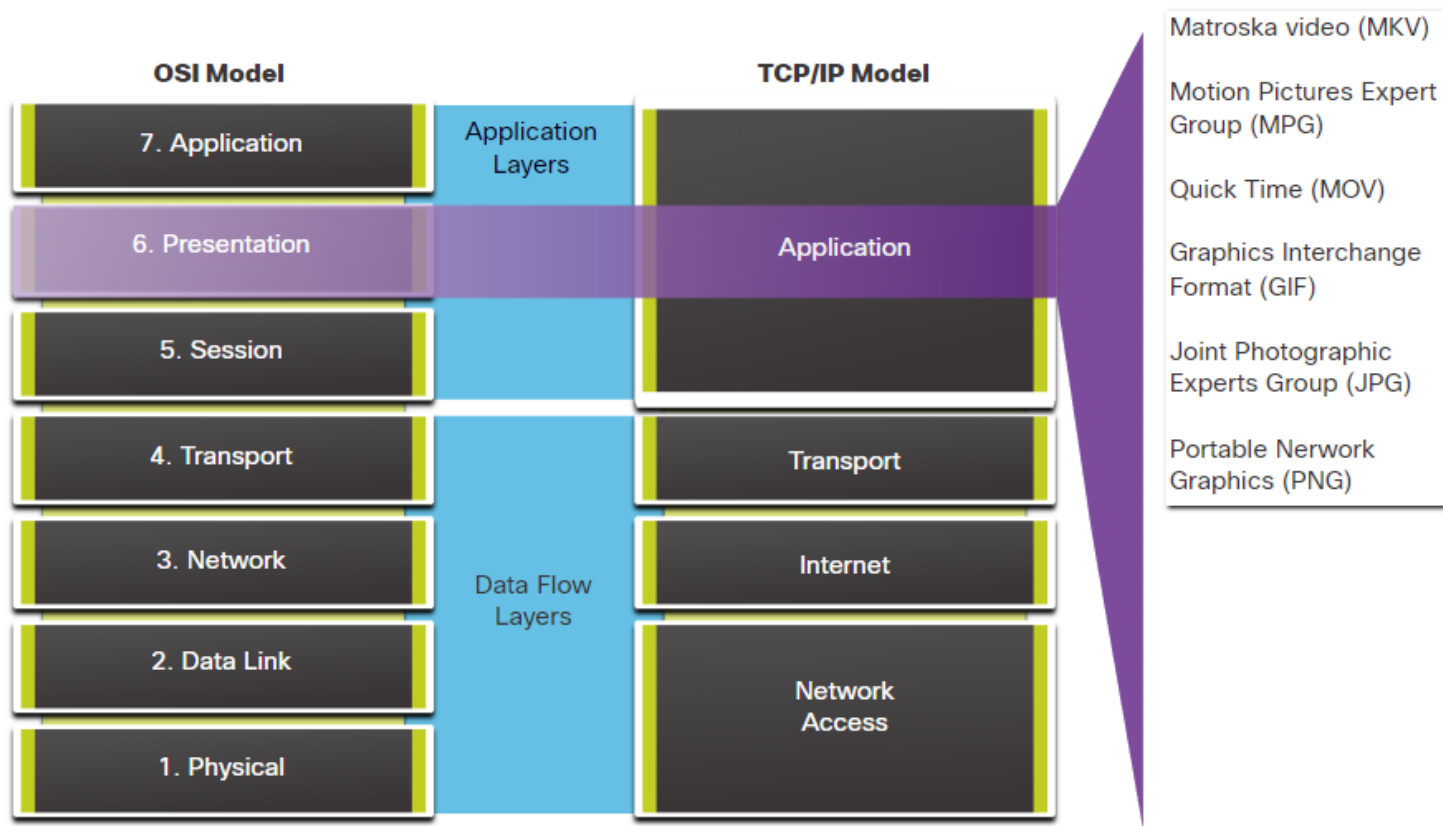 OSI Model
7. Application
6. Presentation
5. Session
4. Transport
3. Network
2. Data Link
1. Physical
Application
Layers
Data Flow
Layers
TCP/IP Model
Application
Transport
Internet
Network
Access
Matroska video (MKV)
Motion Pictures Expert
Group (MPG)
Quick Time (MOV)
Graphics Interchange
Format (GIF)
Joint Photographic
Experts Group (JPG)
Portable Nerwork
Graphics (PNG)